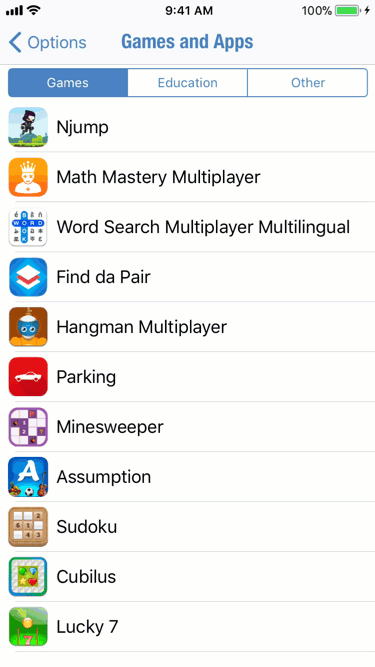 9:41 AM
100%
Options
Games and Apps
Games
Education
Other
Njump
Math Mastery Multiplayer
Word Search Multiplayer Multilingual
Find da Pair
Hangman Multiplayer
Parking
Minesweeper
A
Assumption
Sudoku
Cubilus
7
Lucky 7